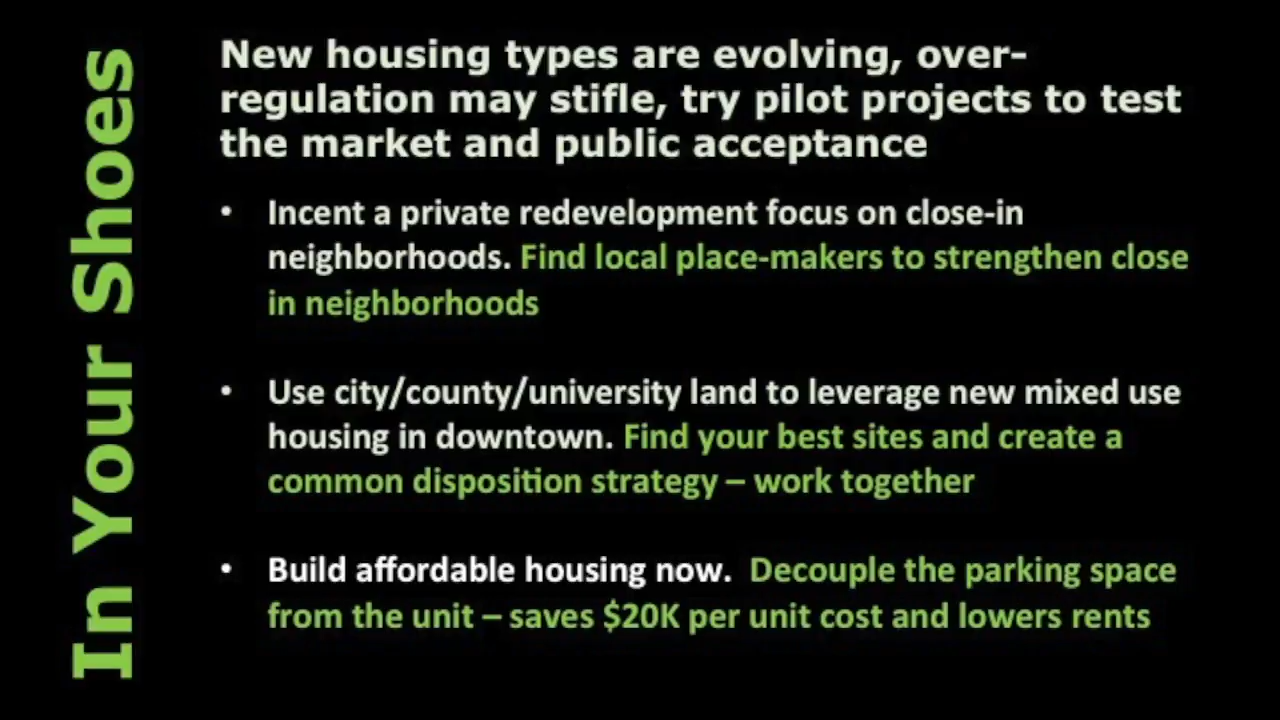 In Your Shoes
New housing types are evolving, over-
regulation may stifle, try pilot projects to test
the market and public acceptance
• Incent a private redevelopment focus on close-in
neighborhoods. Find local place-makers to strengthen close
in neighborhoods
• Use city/county/university land to leverage new mixed use
housing in downtown. Find your best sites and create a
common disposition strategy – work together
• Build affordable housing now. Decouple the parking space
from the unit – saves $20K per unit cost and lowers rents